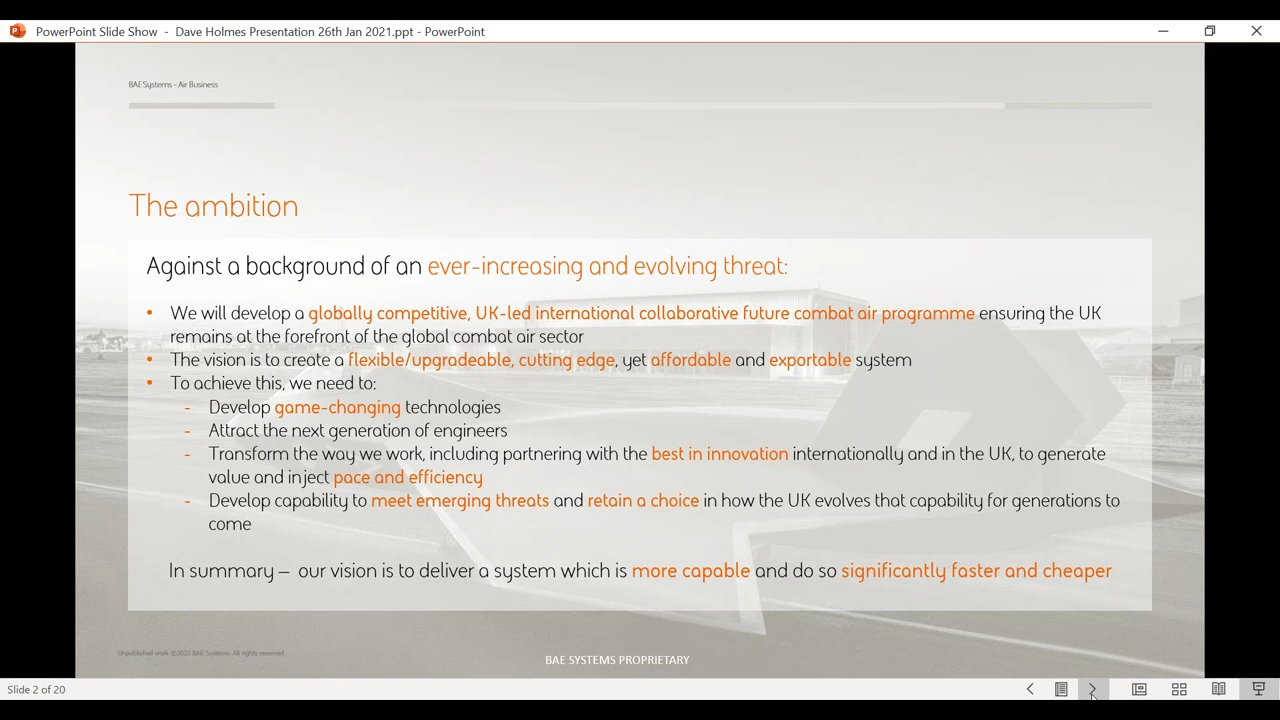 PowerPoint Slide Show - Dave Holmes Presentation 26th Jan 2021.ppt - PowerPoint
BAE Systems - Air Business
The ambition
Against a background of an ever-increasing and evolving threat:
• We will develop a globally competitive, UK-led international collaborative future combat air programme ensuring the UK
remains at the forefront of the global combat air sector
• The vision is to create a flexible/upgradeable, cutting edge, yet affordable and exportable system
• To achieve this, we need to:
- Develop game-changing technologies
- Attract the next generation of engineers
- Transform the way we work, including partnering with the best in innovation internationally and in the UK, to generate
value and inject pace and efficiency
- Develop capability to meet emerging threats and retain a choice in how the UK evolves that capability for generations to
come
In summary – our vision is to deliver a system which is more capable and do so significantly faster and cheaper
Unpublished work ©2020 BAE Systems. All rights reserved
BAE SYSTEMS PROPRIETARY
Slide 2 of 20